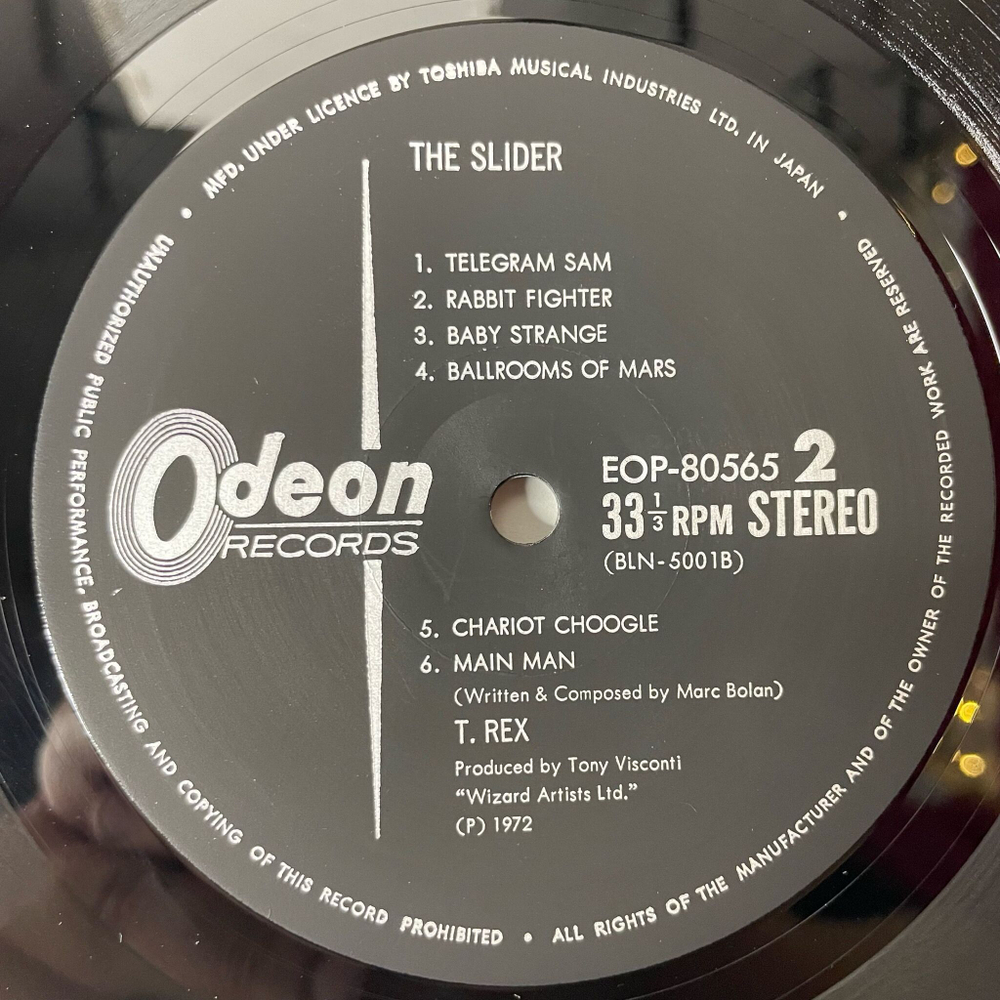 MFD. UNDER LICENCE BY TOSHIBA MUSICAL INDUSTRIES LTD. IN JAPAN •
THE SLIDER
1. TELEGRAM SAM
2. RABBIT FIGHTER
3. BABY STRANGE
4. BALLROOMS OF MARS
Odeon
RECORDS
EOP-80565 2
33 1/3 RPM STEREO
(BLN-5001B)
5. CHARIOT CHOOGLE
6. MAIN MAN
(Written & Composed by Marc Bolan)
T. REX
Produced by Tony Visconti
“Wizard Artists Ltd.”
(P) 1972
• UNAUTHORIZED PUBLIC PERFORMANCE, BROADCASTING AND COPYING OF THIS RECORD PROHIBITED • ALL RIGHTS OF THE MANUFACTURER AND OF THE OWNER OF THE RECORDED WORK ARE RESERVED